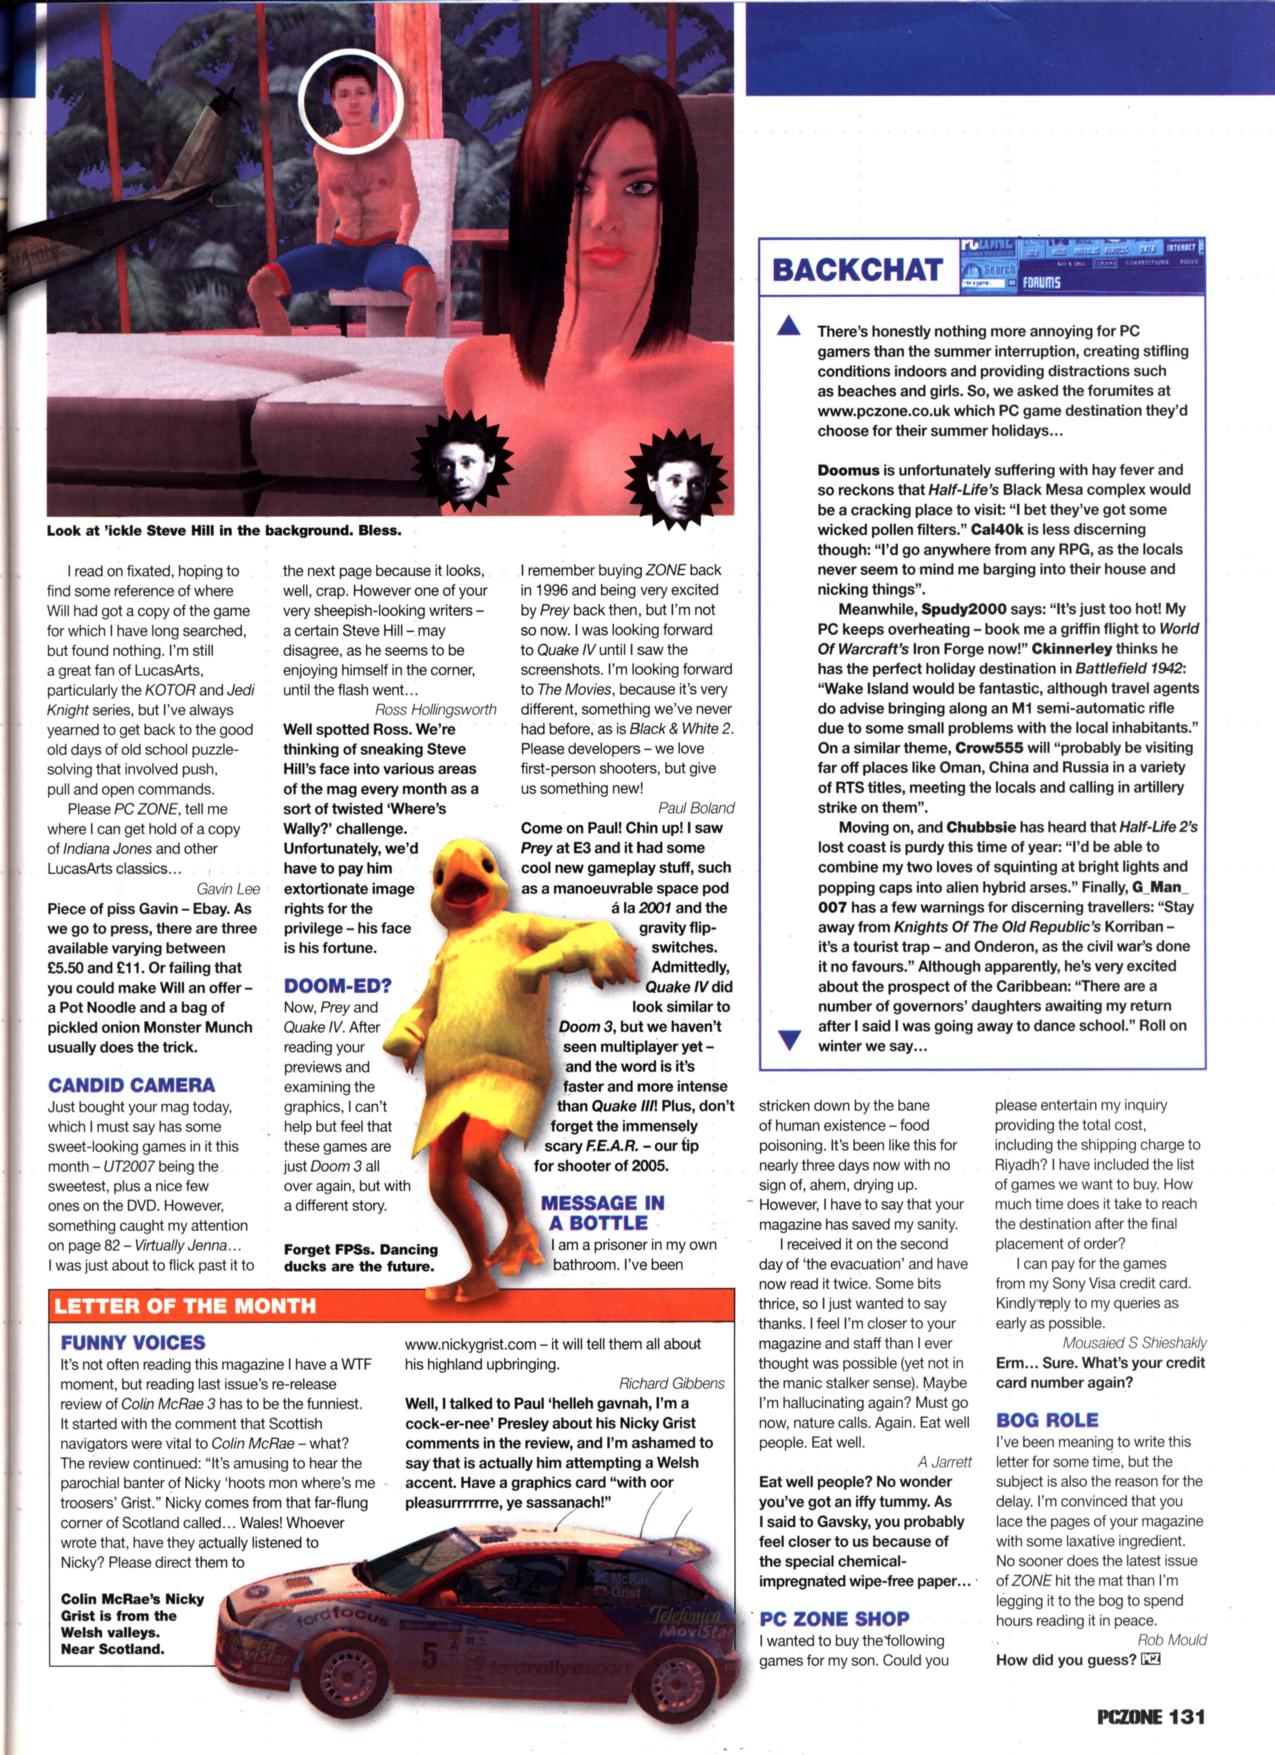 Look at 'ickle Steve Hill in the background. Bless.
I read on fixated, hoping to
find some reference of where
Will had got a copy of the game
for which I have long searched,
but found nothing. I'm still
a great fan of LucasArts,
particularly the KOTOR and Jedi
Knight series, but I've always
yearned to get back to the good
old days of old school puzzle-
solving that involved push,
pull and open commands.
Please PC ZONE, tell me
where I can get hold of a copy
of Indiana Jones and other
LucasArts classics...
Gavin Lee
Piece of piss Gavin – Ebay. As
we go to press, there are three
available varying between
£5.50 and £11. Or failing that
you could make Will an offer –
a Pot Noodle and a bag of
pickled onion Monster Munch
usually does the trick.
CANDID CAMERA
Just bought your mag today,
which I must say has some
sweet-looking games in it this
month – UT2007 being the
sweetest, plus a nice few
ones on the DVD. However,
something caught my attention
on page 82 – Virtually Jenna...
I was just about to flick past it to
the next page because it looks,
well, crap. However one of your
very sheepish-looking writers –
a certain Steve Hill – may
disagree, as he seems to be
enjoying himself in the corner,
until the flash went...
Ross Hollingsworth
Well spotted Ross. We're
thinking of sneaking Steve
Hill's face into various areas
of the mag every month as a
sort of twisted 'Where's
Wally?' challenge.
Unfortunately, we'd
have to pay him
extortionate image
rights for the
privilege – his face
is his fortune.
DOOM-ED?
Now, Prey and
Quake IV. After
reading your
previews and
examining the
graphics, I can't
help but feel that
these games are
just Doom 3 all
over again, but with
a different story.
Forget FPSs. Dancing
ducks are the future.
I remember buying ZONE back
in 1996 and being very excited
by Prey back then, but I'm not
so now. I was looking forward
to Quake IV until I saw the
screenshots. I'm looking forward
to The Movies, because it's very
different, something we've never
had before, as is Black & White 2.
Please developers – we love
first-person shooters, but give
us something new!
Paul Boland
Come on Paul! Chin up! I saw
Prey at E3 and it had some
cool new gameplay stuff, such
as a manoeuvrable space pod
á la 2001 and the
gravity flip-
switches.
Admittedly,
Quake IV did
look similar to
Doom 3, but we haven't
seen multiplayer yet –
and the word is it's
faster and more intense
than Quake III! Plus, don't
forget the immensely
scary F.E.A.R. – our tip
for shooter of 2005.
MESSAGE IN
A BOTTLE
I am a prisoner in my own
bathroom. I've been
LETTER OF THE MONTH
FUNNY VOICES
It's not often reading this magazine I have a WTF
moment, but reading last issue's re-release
review of Colin McRae 3 has to be the funniest.
It started with the comment that Scottish
navigators were vital to Colin McRae – what?
The review continued: "It's amusing to hear the
parochial banter of Nicky 'hoots mon where's me
troosers' Grist." Nicky comes from that far-flung
corner of Scotland called... Wales! Whoever
wrote that, have they actually listened to
Nicky? Please direct them to
Colin McRae's Nicky
Grist is from the
Welsh valleys.
Near Scotland.
www.nickygrist.com – it will tell them all about
his highland upbringing.
Richard Gibbens
Well, I talked to Paul 'helleh gavnah, I'm a
cock-er-nee' Presley about his Nicky Grist
comments in the review, and I'm ashamed to
say that is actually him attempting a Welsh
accent. Have a graphics card "with oor
pleasurrrrrre, ye sassanach!"
McRae
Grist
ford focus
5
Telefonica
MoviStar
MoviStar
fordrallyesport
BACKCHAT
Search
INTERACT
COMPETITIONS
POLLS
FORUMS
There's honestly nothing more annoying for PC
gamers than the summer interruption, creating stifling
conditions indoors and providing distractions such
as beaches and girls. So, we asked the forumites at
www.pczone.co.uk which PC game destination they'd
choose for their summer holidays...
Doomus is unfortunately suffering with hay fever and
so reckons that Half-Life's Black Mesa complex would
be a cracking place to visit: "I bet they've got some
wicked pollen filters." Cal40k is less discerning
though: "I'd go anywhere from any RPG, as the locals
never seem to mind me barging into their house and
nicking things".
Meanwhile, Spudy2000 says: "It's just too hot! My
PC keeps overheating – book me a griffin flight to World
Of Warcraft's Iron Forge now!" Ckinnerley thinks he
has the perfect holiday destination in Battlefield 1942:
"Wake Island would be fantastic, although travel agents
do advise bringing along an M1 semi-automatic rifle
due to some small problems with the local inhabitants."
On a similar theme, Crow555 will "probably be visiting
far off places like Oman, China and Russia in a variety
of RTS titles, meeting the locals and calling in artillery
strike on them".
Moving on, and Chubbsie has heard that Half-Life 2's
lost coast is purdy this time of year: "I'd be able to
combine my two loves of squinting at bright lights and
popping caps into alien hybrid arses." Finally, G_Man_
007 has a few warnings for discerning travellers: "Stay
away from Knights Of The Old Republic's Korriban –
it's a tourist trap – and Onderon, as the civil war's done
it no favours." Although apparently, he's very excited
about the prospect of the Caribbean: "There are a
number of governors' daughters awaiting my return
after I said I was going away to dance school." Roll on
winter we say...
stricken down by the bane
of human existence – food
poisoning. It's been like this for
nearly three days now with no
sign of, ahem, drying up.
However, I have to say that your
magazine has saved my sanity.
I received it on the second
day of 'the evacuation' and have
now read it twice. Some bits
thrice, so I just wanted to say
thanks. I feel I'm closer to your
magazine and staff than I ever
thought was possible (yet not in
the manic stalker sense). Maybe
I'm hallucinating again? Must go
now, nature calls. Again. Eat well
people. Eat well.
A Jarrett
Eat well people? No wonder
you've got an iffy tummy. As
I said to Gavsky, you probably
feel closer to us because of
the special chemical-
impregnated wipe-free paper...
PC ZONE SHOP
I wanted to buy the following
games for my son. Could you
please entertain my inquiry
providing the total cost,
including the shipping charge to
Riyadh? I have included the list
of games we want to buy. How
much time does it take to reach
the destination after the final
placement of order?
I can pay for the games
from my Sony Visa credit card.
Kindly reply to my queries as
early as possible.
Mousaied S Shieshakly
Erm... Sure. What's your credit
card number again?
BOG ROLE
I've been meaning to write this
letter for some time, but the
subject is also the reason for the
delay. I'm convinced that you
lace the pages of your magazine
with some laxative ingredient.
No sooner does the latest issue
of ZONE hit the mat than I'm
legging it to the bog to spend
hours reading it in peace.
Rob Mould
How did you guess? PCZ
PCZONE 131